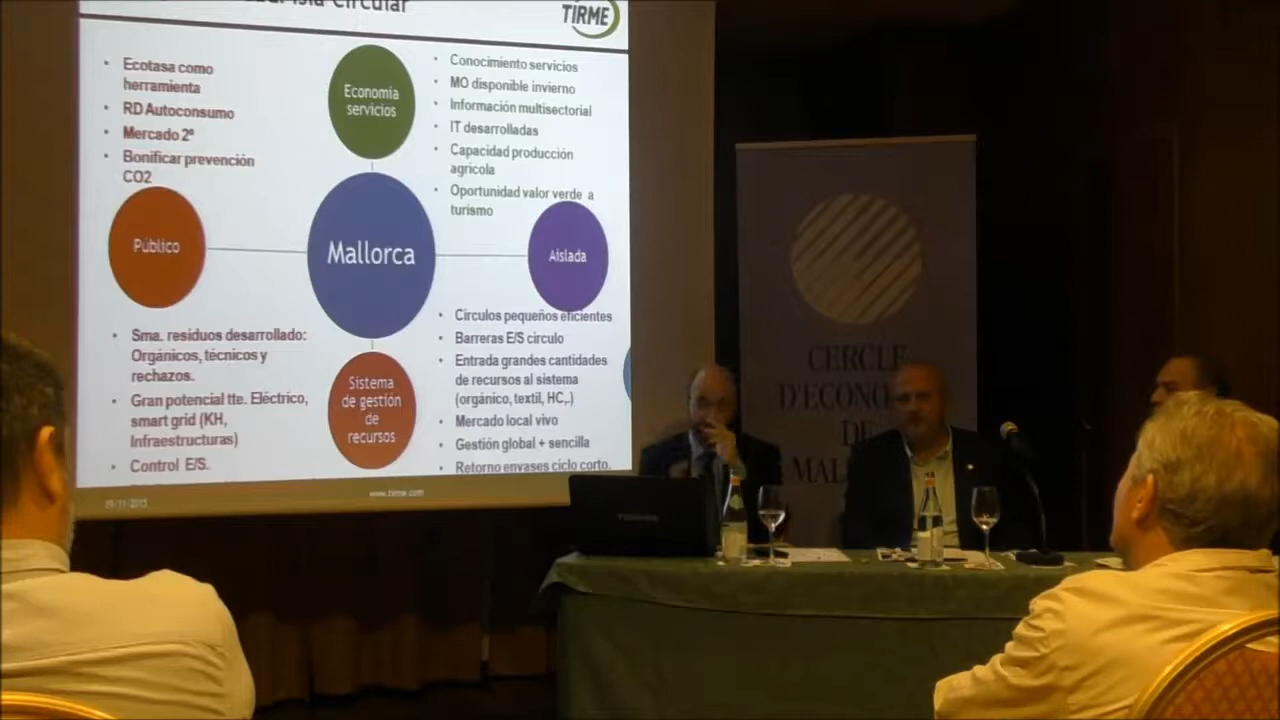 Isla Circular
TIRME
• Ecotasa como
herramienta
• RD Autoconsumo
• Mercado 2º
• Bonificar prevención
CO2
Economía
servicios
• Conocimiento servicios
• MO disponible invierno
• Información multisectorial
• IT desarrolladas
• Capacidad producción
agrícola
• Oportunidad valor verde a
turismo
Público
Mallorca
Aislada
• Sma. residuos desarrollado:
Orgánicos, técnicos y
rechazos.
• Gran potencial tte. Eléctrico,
smart grid (KH,
Infraestructuras)
• Control E/S.
Sistema
de gestión
de
recursos
• Círculos pequeños eficientes
• Barreras E/S circulo
• Entrada grandes cantidades
de recursos al sistema
(orgánico, textil, HC,.)
• Mercado local vivo
• Gestión global + sencilla
• Retorno envases ciclo corto.
www.tirme.com
CERCLE
D'ECONO
DE
MAL